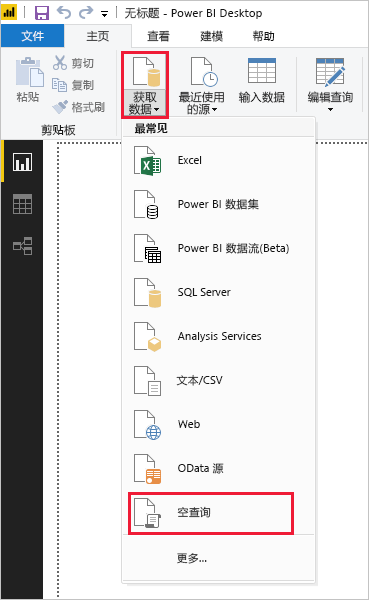 无标题 - Power BI Desktop
文件
主页
查看
建模
帮助
粘贴
剪切
复制
格式刷
剪贴板
获取
数据
最近使用
的源
输入数据
编辑查询
最常见
Excel
Power BI 数据集
Power BI 数据流(Beta)
SQL Server
Analysis Services
文本/CSV
Web
OData 源
空查询
更多...